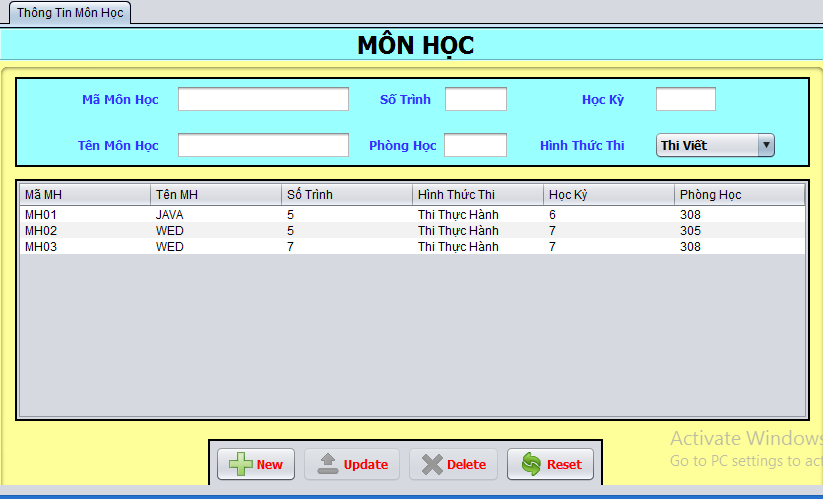 Thông Tin Môn Học
MÔN HỌC
Mã Môn Học Số Trình Học Kỳ
Tên Môn Học Phòng Học Hình Thức Thi Thi Viết
Mã MH Tên MH Số Trình Hình Thức Thi Học Kỳ Phòng Học
MH01 JAVA 5 Thi Thực Hành 6 308
MH02 WED 5 Thi Thực Hành 7 305
MH03 WED 7 Thi Thực Hành 7 308
Activate Windows
Go to PC settings to act
New Update Delete Reset